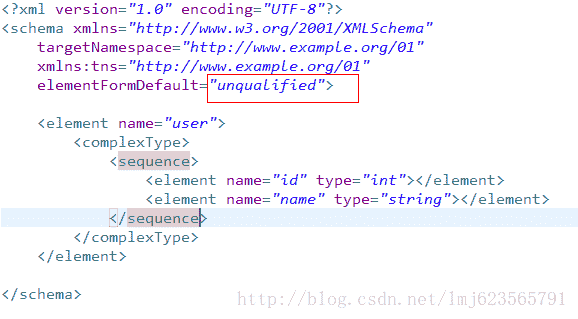 <?xml version="1.0" encoding="UTF-8"?>
<schema xmlns="http://www.w3.org/2001/XMLSchema"
targetNamespace="http://www.example.org/01"
xmlns:tns="http://www.example.org/01"
elementFormDefault="unqualified">
<element name="user">
<complexType>
<sequence>
<element name="id" type="int"></element>
<element name="name" type="string"></element>
</sequence>
</complexType>
</element>
</schema>
http://blog.csdn.net/lmj623565791